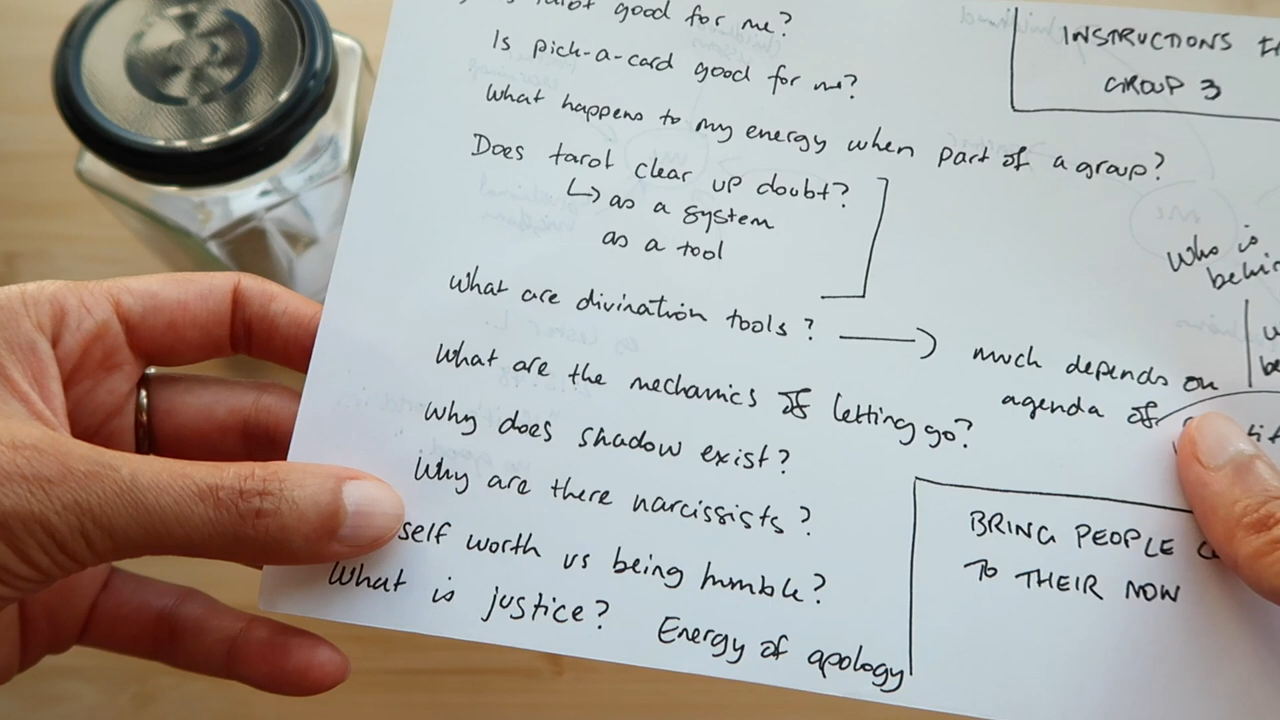 good for me?
Is pick-a-card good for me?
What happens to my energy when part of a group?
Does tarot clear up doubt?
↳ as a system
as a tool
What are divination tools? → much depends on
agenda of
What are the mechanics of letting go?
Why does shadow exist?
Why are there narcissists?
self worth vs being humble?
What is justice? Energy of apology
INSTRUCTIONS
GROUP 3
Who is
BRING PEOPLE
TO THEIR NOW